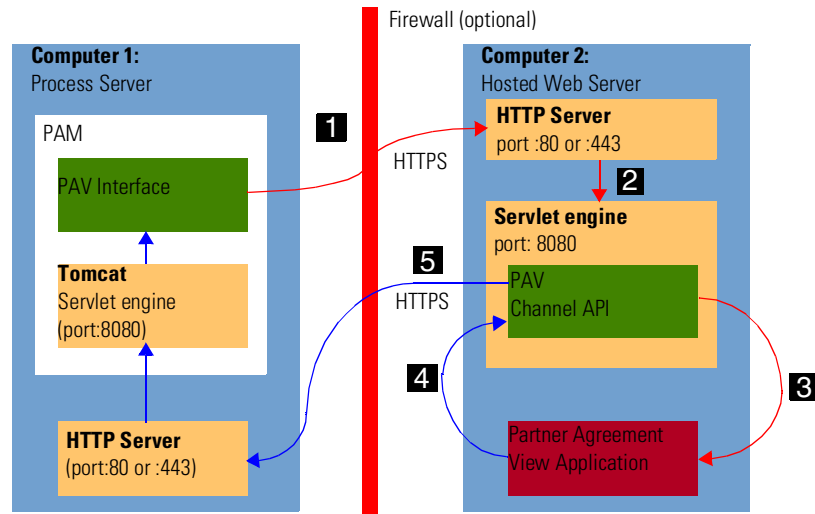 Firewall (optional)
Computer 1:
Process Server
PAM
PAV Interface
Tomcat
Servlet engine
(port:8080)
HTTP Server
(port:80 or :443)
1
HTTPS
5
HTTPS
Computer 2:
Hosted Web Server
HTTP Server
port :80 or :443
2
Servlet engine
port: 8080
PAV
Channel API
4
3
Partner Agreement
View Application